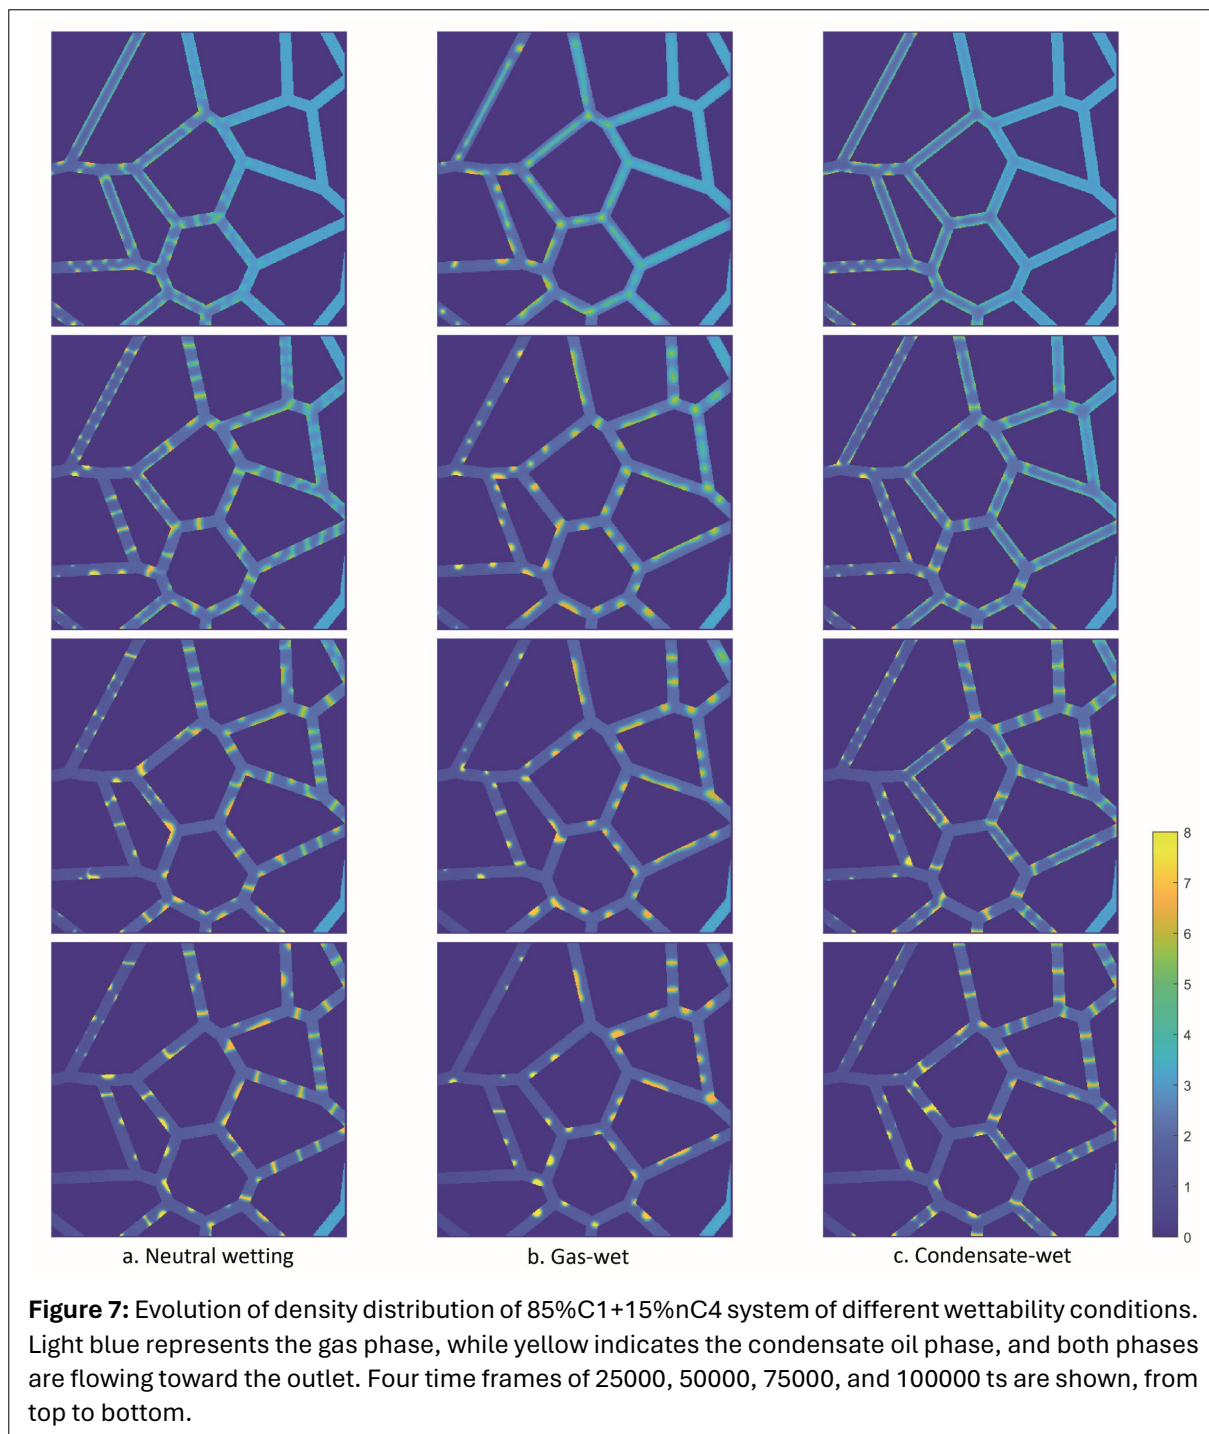 8
7
6
5
4
3
2
1
0
a. Neutral wetting
b. Gas-wet
c. Condensate-wet
Figure 7: Evolution of density distribution of 85%C1+15%nC4 system of different wettability conditions.
Light blue represents the gas phase, while yellow indicates the condensate oil phase, and both phases
are flowing toward the outlet. Four time frames of 25000, 50000, 75000, and 100000 ts are shown, from
top to bottom.